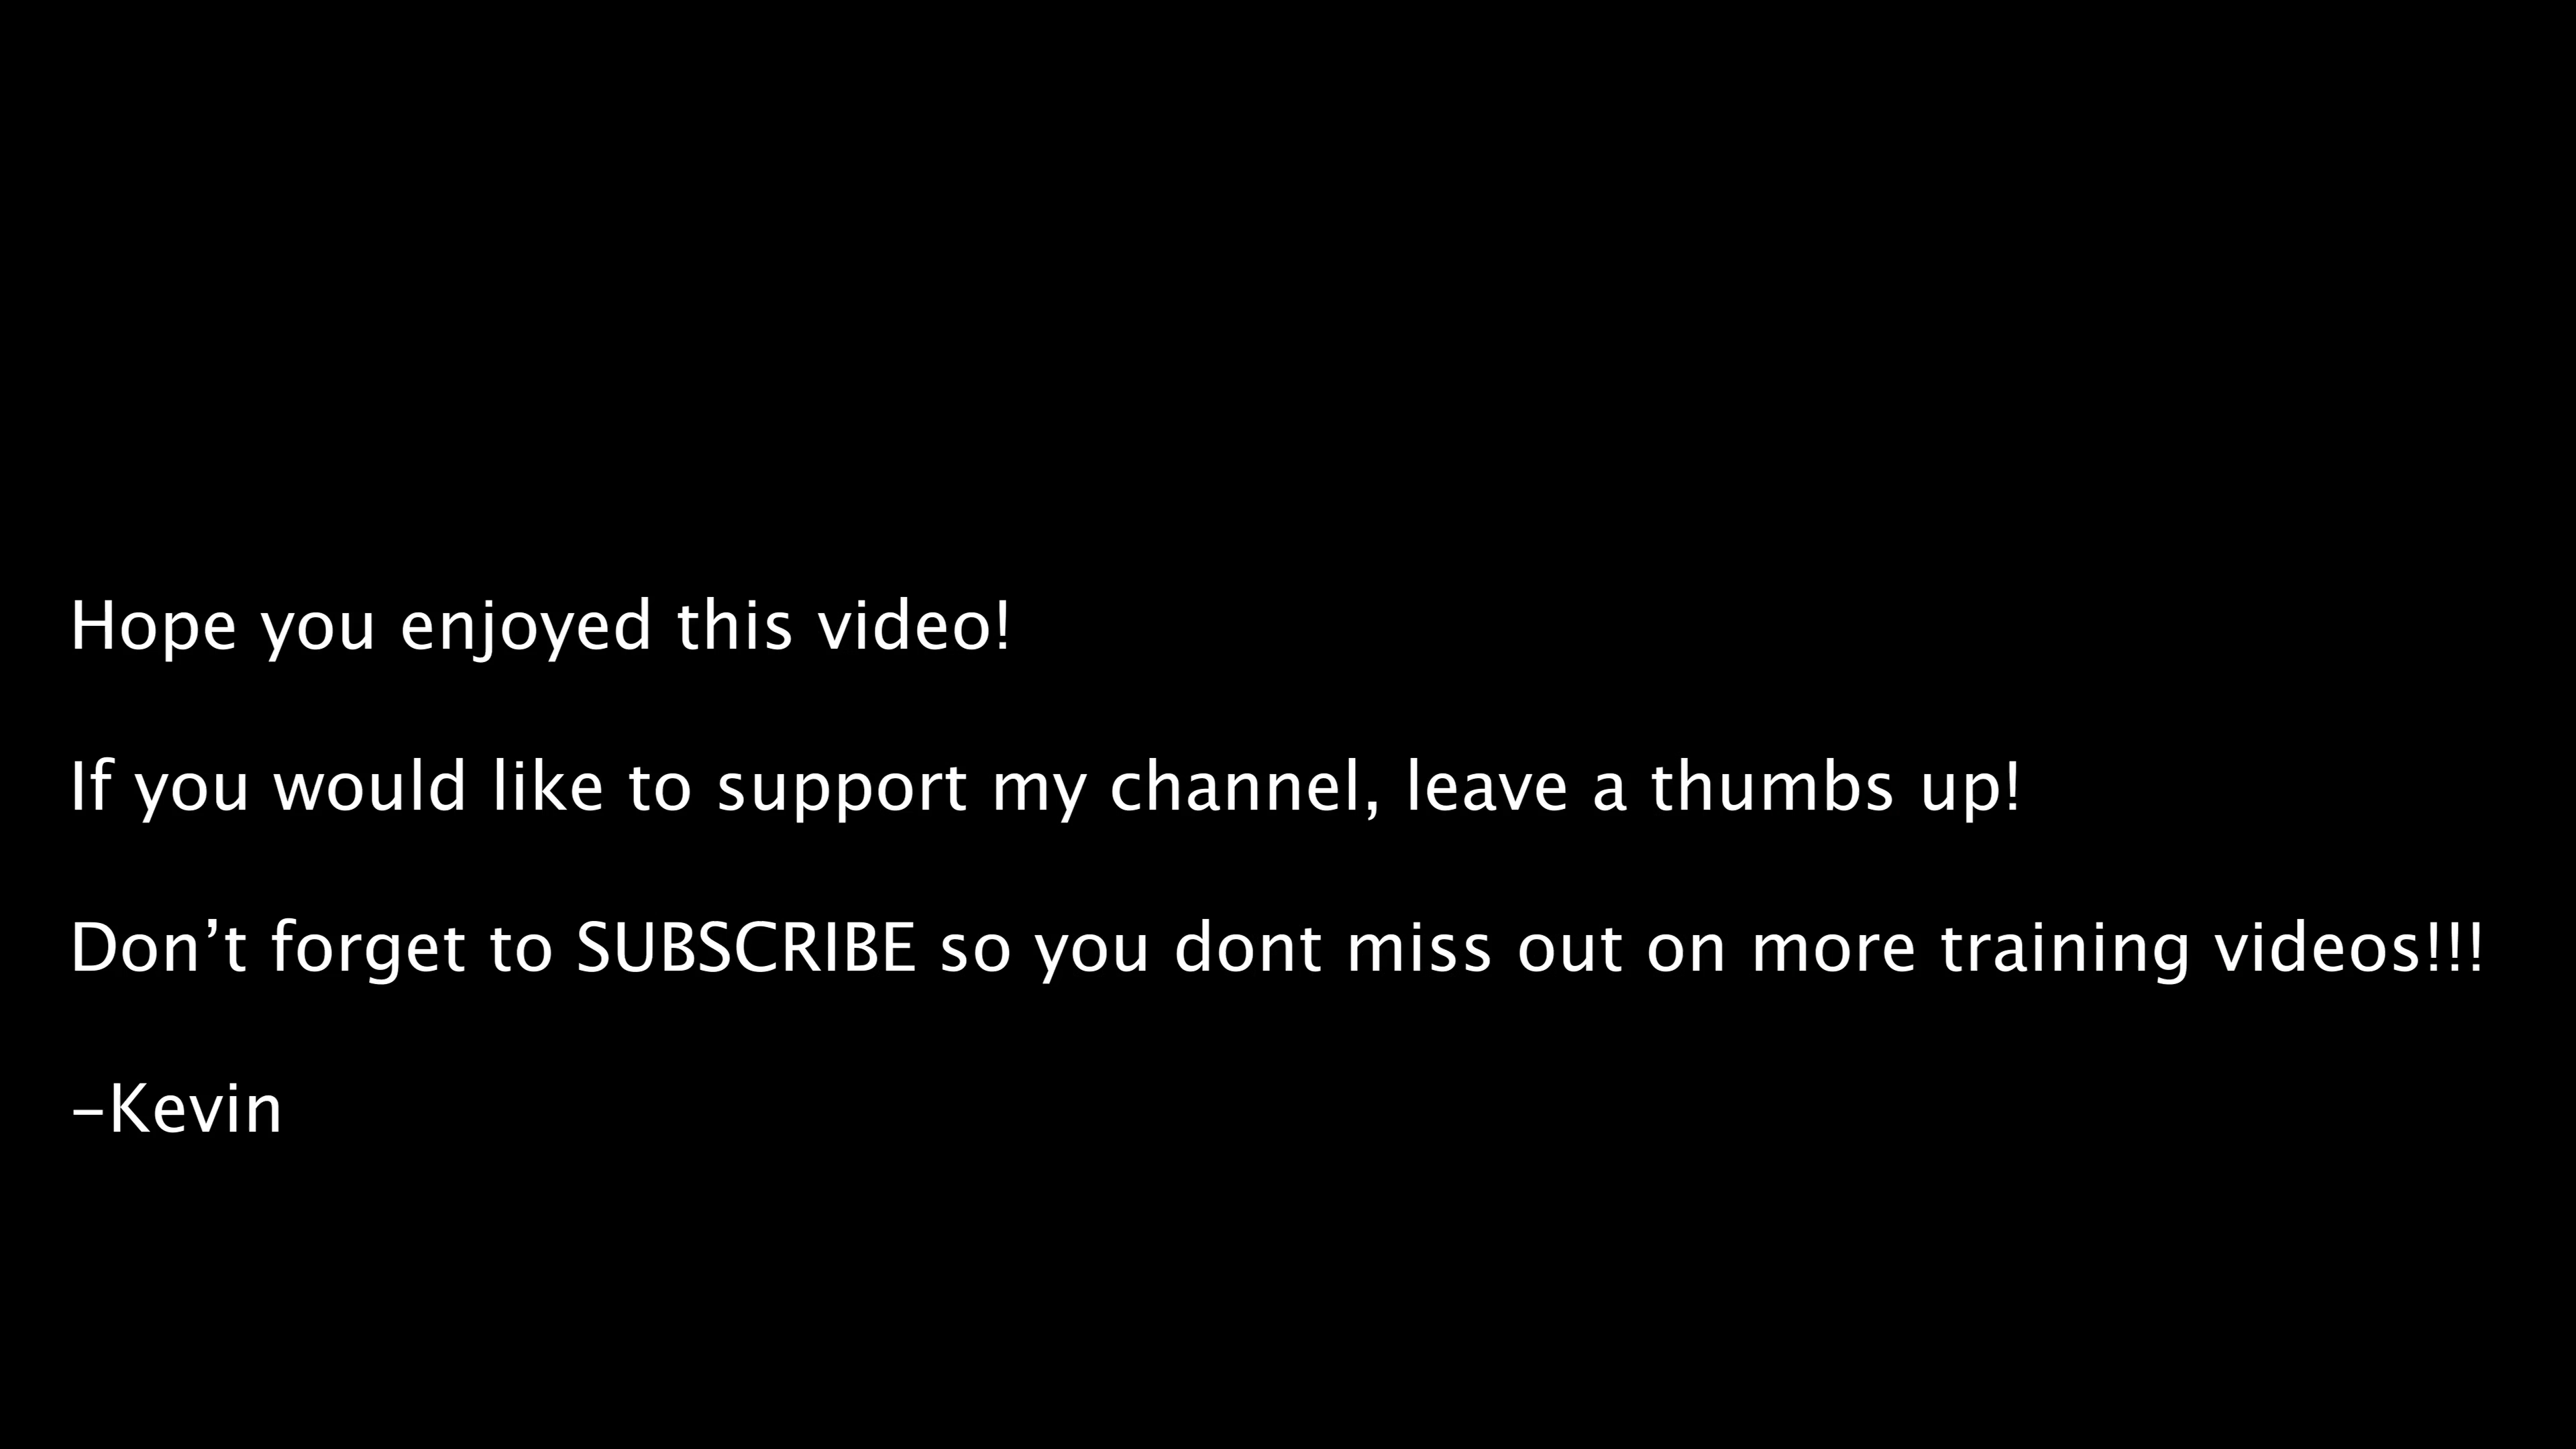 Hope you enjoyed this video!
If you would like to support my channel, leave a thumbs up!
Don’t forget to SUBSCRIBE so you dont miss out on more training videos!!!
-Kevin